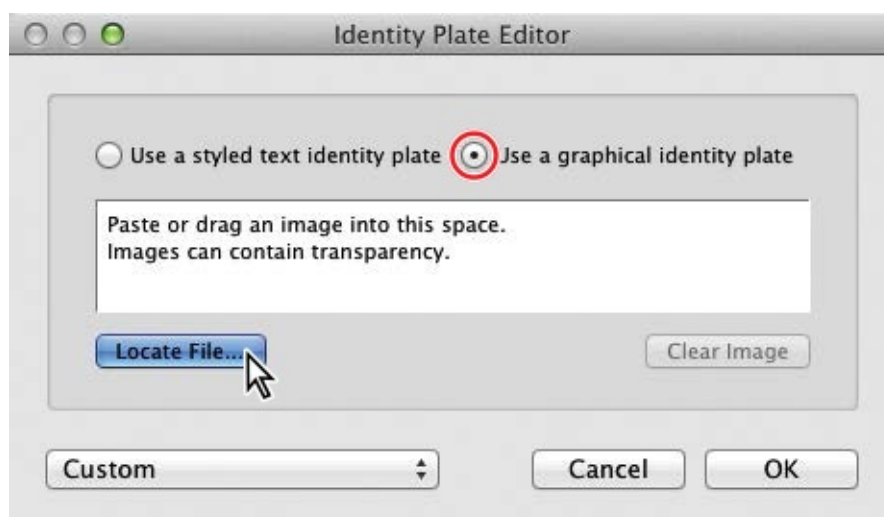 Identity Plate Editor
Use a styled text identity plate Use a graphical identity plate
Paste or drag an image into this space.
Images can contain transparency.
Locate File... Clear Image
Custom Cancel OK